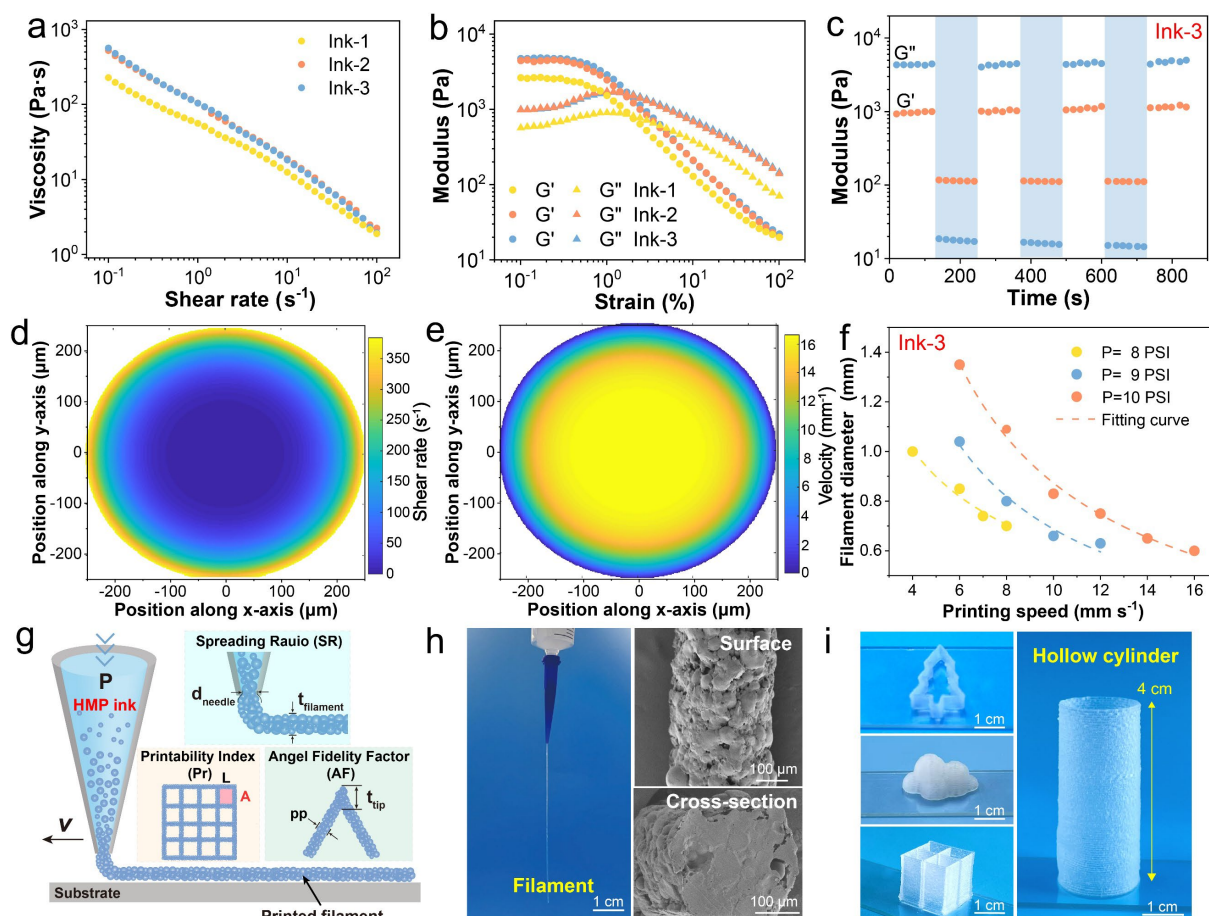 a
Viscosity (Pa·s)
10³
10²
10¹
10⁰
Ink-1
Ink-2
Ink-3
10⁻¹ 10⁰ 10¹ 10²
Shear rate (s⁻¹)
b
Modulus (Pa)
10⁴
10³
10²
10¹
G' G" Ink-1
G' G" Ink-2
G' G" Ink-3
10⁻¹ 10⁰ 10¹ 10²
Strain (%)
c
Ink-3
Modulus (Pa)
10⁴
10³
10²
10¹
G"
G'
0 200 400 600 800
Time (s)
d
Position along y-axis (µm)
200
100
0
-100
-200
-200 -100 0 100 200
Position along x-axis (µm)
350
300
250
200
150
100
50
0
Shear rate (s⁻¹)
e
Position along y-axis (µm)
200
100
0
-100
-200
-200 -100 0 100 200
Position along x-axis (µm)
16
14
12
10
8
6
4
2
0
Velocity (mm⁻¹)
f
Ink-3
Filament diameter (mm)
1.4
1.2
1.0
0.8
0.6
P= 8 PSI
P= 9 PSI
P=10 PSI
Fitting curve
4 6 8 10 12 14 16
Printing speed (mm s⁻¹)
g
P
HMP ink
v
Substrate
Printed filament
Spreading Rauio (SR)
dneedle
tfilament
Printability Index
(Pr)
L
A
Angel Fidelity Factor
(AF)
pp
ttip
h
Filament
1 cm
Surface
100 µm
Cross-section
100 µm
i
1 cm
1 cm
1 cm
Hollow cylinder
4 cm
1 cm